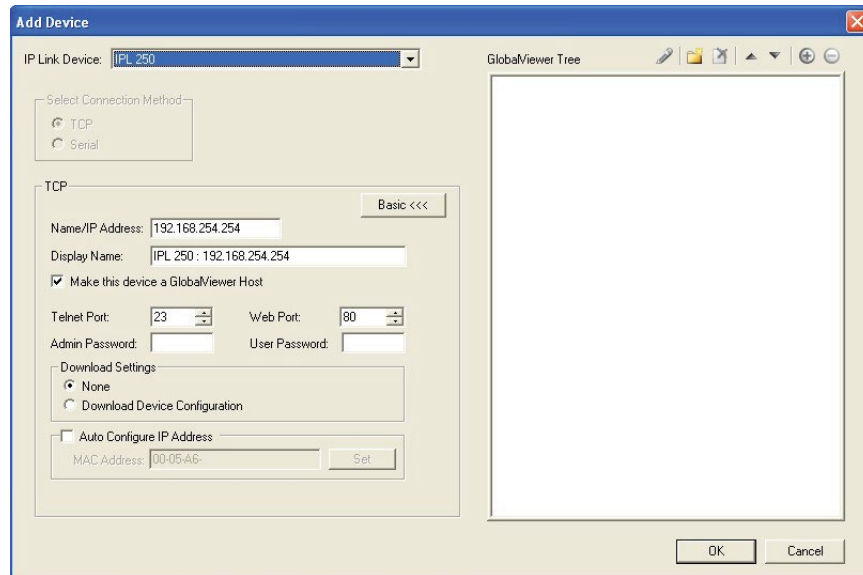 Add Device
IP Link Device: IPL 250
GlobalViewer Tree
Select Connection Method
TCP
Serial
TCP
Basic <<<
Name/IP Address: 192.168.254.254
Display Name: IPL 250 : 192.168.254.254
Make this device a GlobalViewer Host
Telnet Port: 23 Web Port: 80
Admin Password: User Password:
Download Settings
None
Download Device Configuration
Auto Configure IP Address
MAC Address: 00-05-A6- Set
OK Cancel